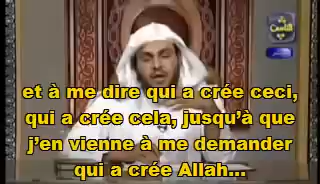 et à me dire qui a crée ceci,
qui a crée cela, jusqu’à que
j’en vienne à me demander
qui a crée Allah...